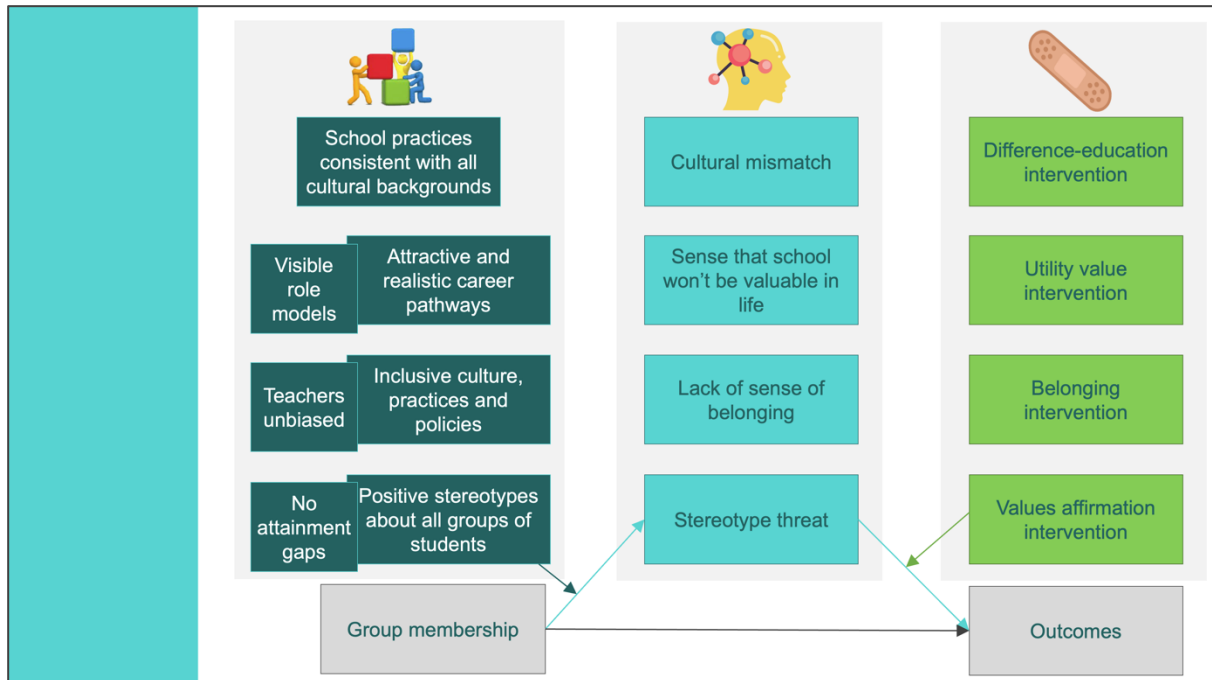 School practices
consistent with all
cultural backgrounds
Cultural mismatch
Difference-education
intervention
Visible
role
models
Attractive and
realistic career
pathways
Sense that school
won't be valuable in
life
Utility value
intervention
Teachers
unbiased
Inclusive culture,
practices and
policies
Lack of sense of
belonging
Belonging
intervention
No
attainment
gaps
Positive stereotypes
about all groups of
students
Stereotype threat
Values affirmation
intervention
Group membership
Outcomes